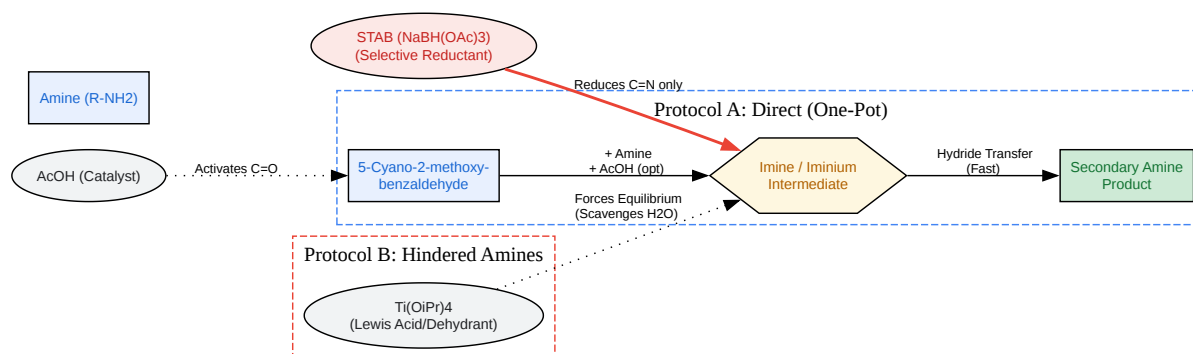 STAB (NaBH(OAc)3)
(Selective Reductant)
Amine (R-NH2)
Reduces C=N only
Protocol A: Direct (One-Pot)
AcOH (Catalyst)
Activates C=O
5-Cyano-2-methoxy-
benzaldehyde
+ Amine
+ AcOH (opt)
Imine / Iminium
Intermediate
Hydride Transfer
(Fast)
Secondary Amine
Product
Forces Equilibrium
(Scavenges H2O)
Protocol B: Hindered Amines
Ti(OiPr)4
(Lewis Acid/Dehydrant)